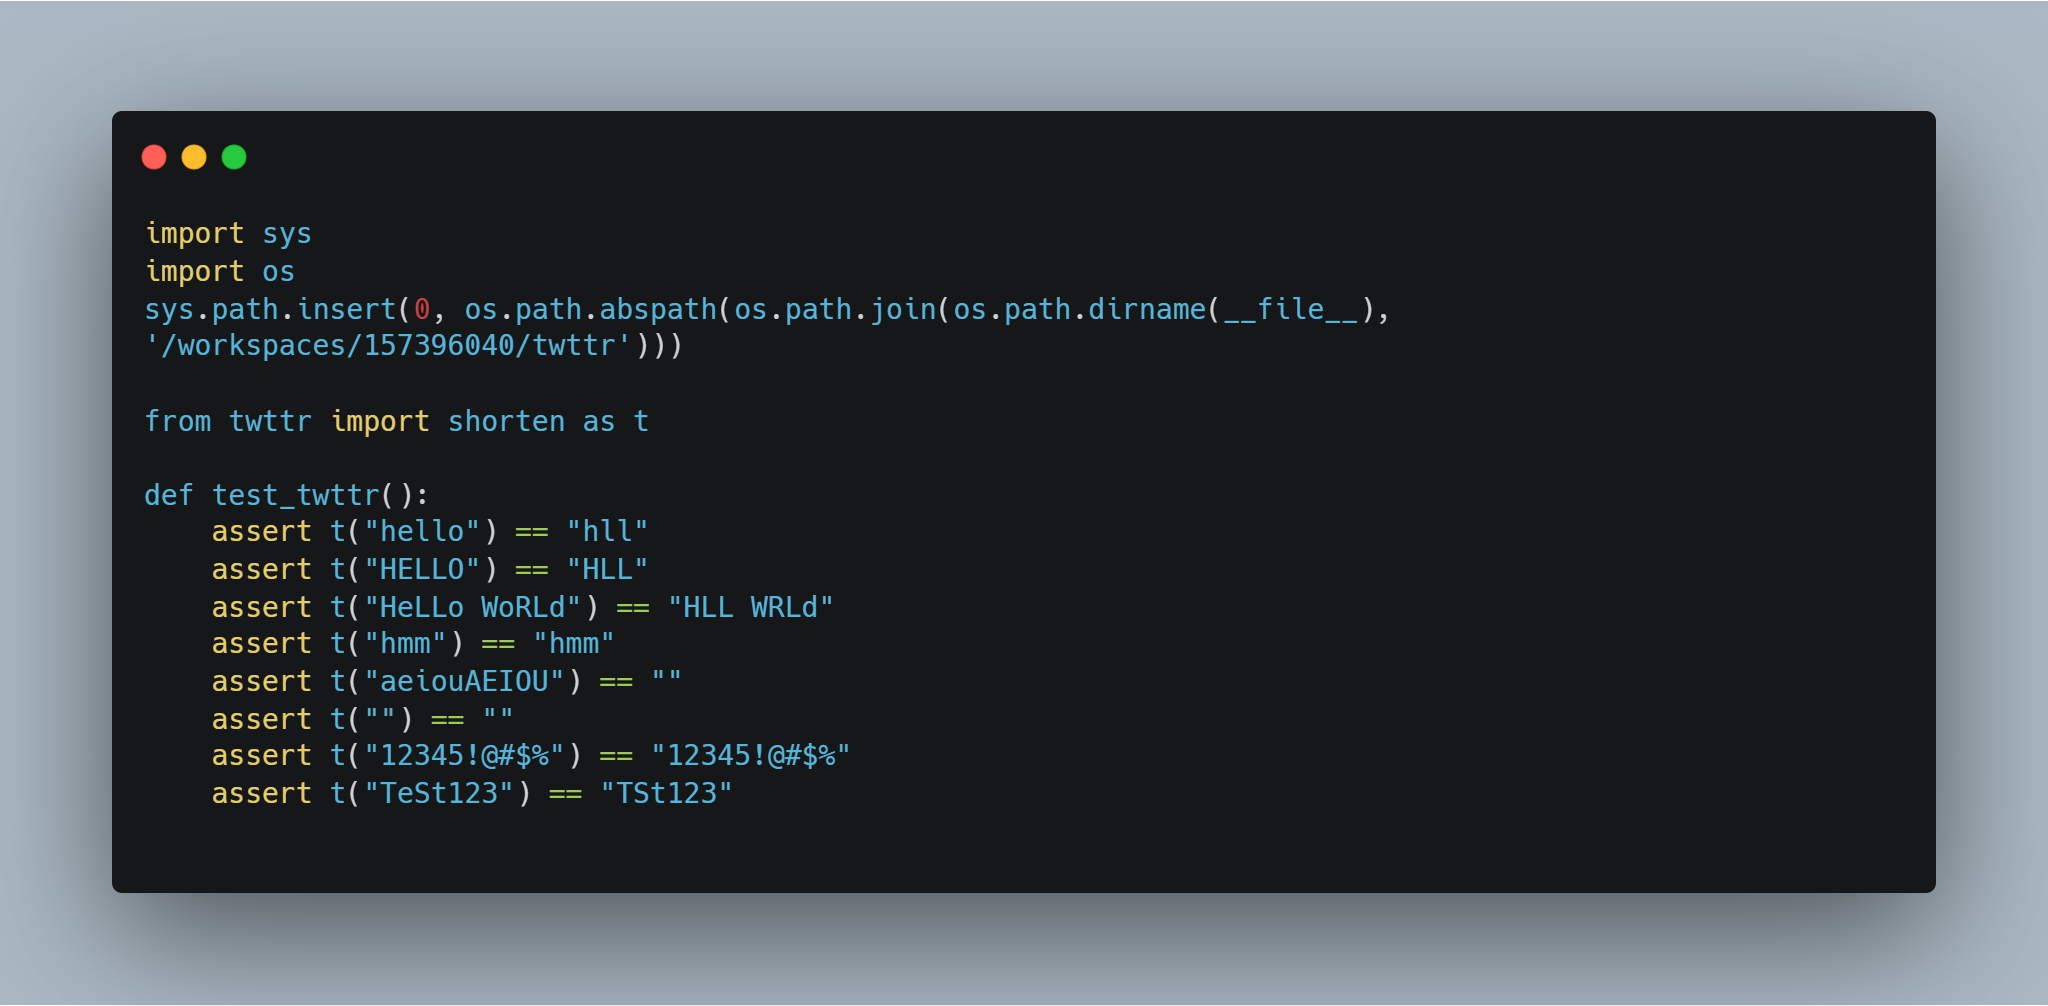 import sys
import os
sys.path.insert(0, os.path.abspath(os.path.join(os.path.dirname(__file__),
'/workspaces/157396040/twttr')))

from twttr import shorten as t

def test_twttr():
    assert t("hello") == "hll"
    assert t("HELLO") == "HLL"
    assert t("HeLLo WoRLd") == "HLL WRLd"
    assert t("hmm") == "hmm"
    assert t("aeiouAEIOU") == ""
    assert t("") == ""
    assert t("12345!@#$%") == "12345!@#$%"
    assert t("TeSt123") == "TSt123"